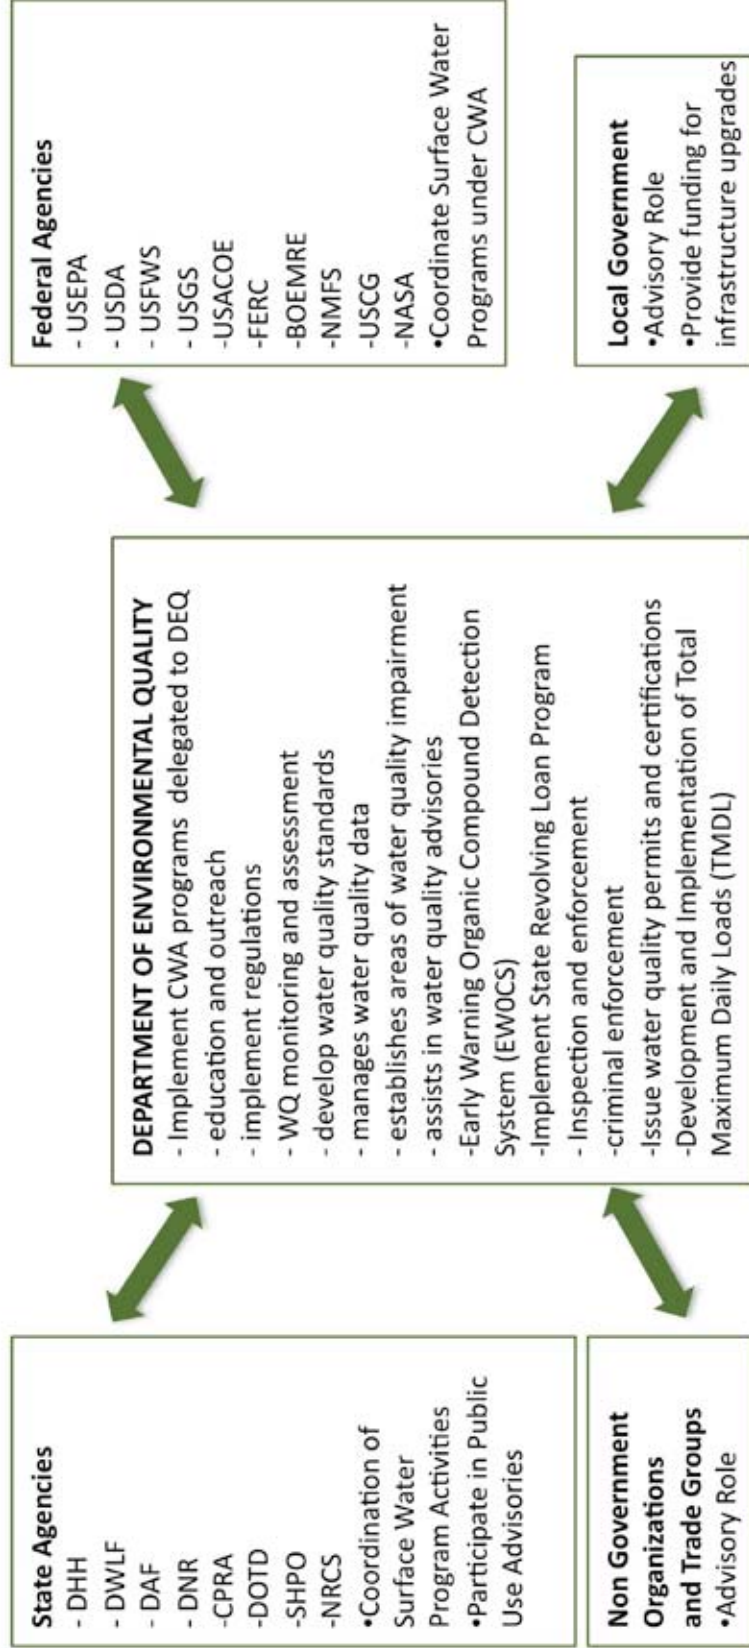 State Agencies
- DHH
- DWLF
- DAF
- DNR
-CPRA
-DOTD
-SHPO
-NRCS
•Coordination of
Surface Water
Program Activities
•Participate in Public
Use Advisories
Non Government
Organizations
and Trade Groups
•Advisory Role
DEPARTMENT OF ENVIRONMENTAL QUALITY
- Implement CWA programs  delegated to DEQ
- education and outreach
- implement regulations
- WQ monitoring and assessment
- develop water quality standards
- manages water quality data
- establishes areas of water quality impairment
- assists in water quality advisories
-Early Warning Organic Compound Detection
System (EWOCS)
-Implement State Revolving Loan Program
- Inspection and enforcement
-criminal enforcement
-Issue water quality permits and certifications
-Development and Implementation of Total
Maximum Daily Loads (TMDL)
Federal Agencies
- USEPA
- USDA
- USFWS
- USGS
-USACOE
-FERC
-BOEMRE
-NMFS
-USCG
-NASA
•Coordinate Surface Water
Programs under CWA
Local Government
•Advisory Role
•Provide funding for
infrastructure upgrades